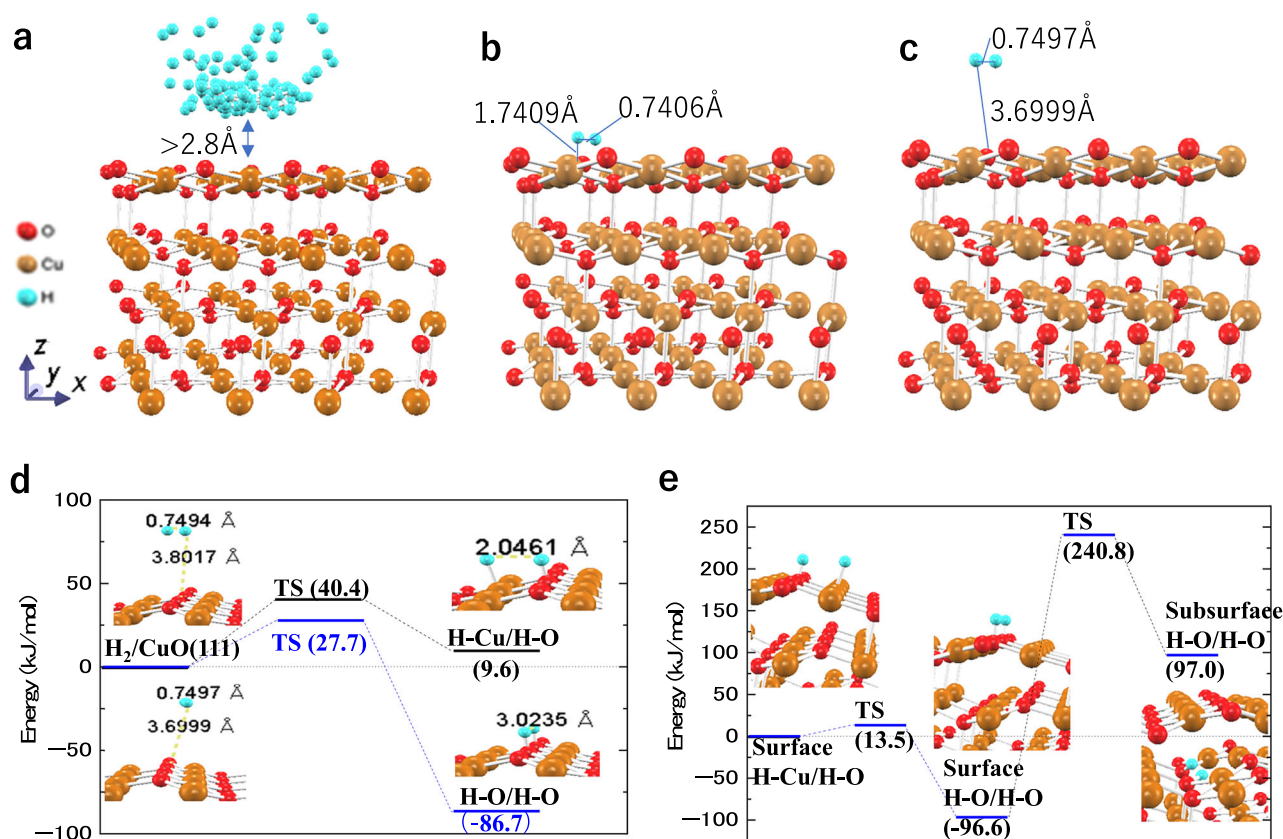 a
>2.8Å
O
Cu
H
z
y
x
b
1.7409Å
0.7406Å
c
0.7497Å
3.6999Å
d
Energy (kJ/mol)
100
50
0
−50
−100
0.7494 Å
3.8017 Å
H2/CuO(111)
0.7497 Å
3.6999 Å
TS (40.4)
TS (27.7)
2.0461 Å
H-Cu/H-O
(9.6)
3.0235 Å
H-O/H-O
(-86.7)
e
Energy (kJ/mol)
250
200
150
100
50
0
−50
−100
Surface
H-Cu/H-O
TS
(13.5)
Surface
H-O/H-O
(-96.6)
TS
(240.8)
Subsurface
H-O/H-O
(97.0)